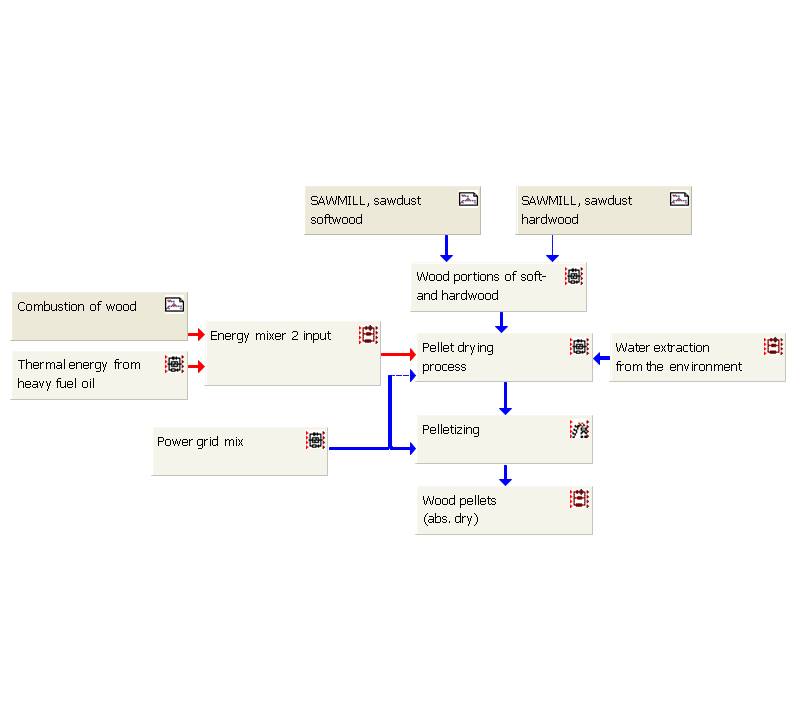 SAWMILL, sawdust
softwood
SAWMILL, sawdust
hardwood
Wood portions of soft-
and hardwood
Combustion of wood
Energy mixer 2 input
Thermal energy from
heavy fuel oil
Pellet drying
process
Water extraction
from the environment
Power grid mix
Pelletizing
Wood pellets
(abs. dry)